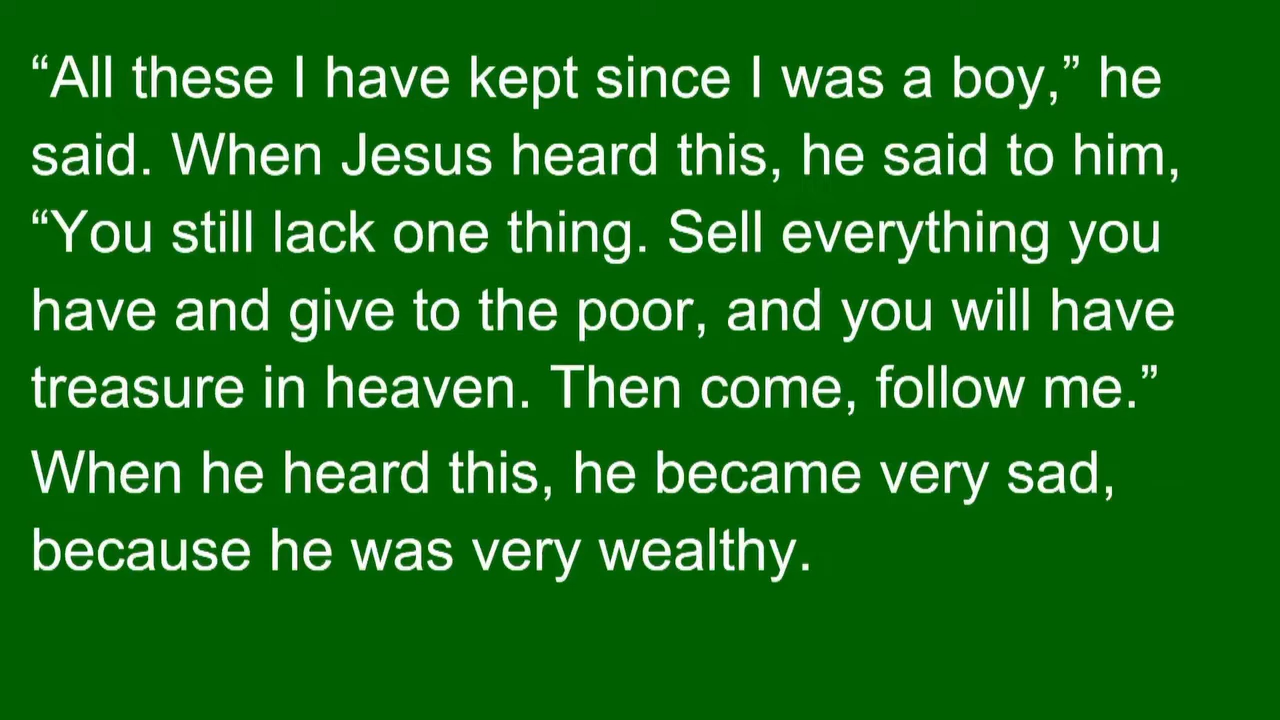 “All these I have kept since I was a boy,” he
said. When Jesus heard this, he said to him,
“You still lack one thing. Sell everything you
have and give to the poor, and you will have
treasure in heaven. Then come, follow me.”
When he heard this, he became very sad,
because he was very wealthy.